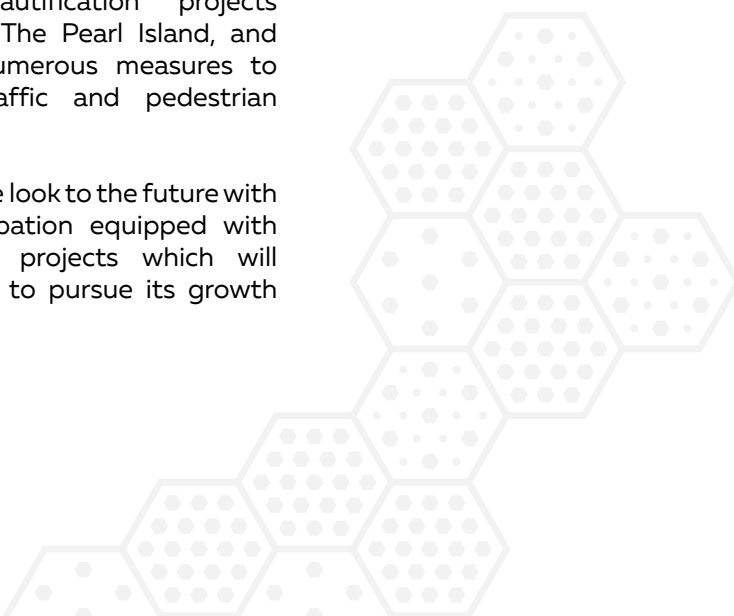 autification projects
The Pearl Island, and
umerous measures to
affic and pedestrian
look to the future with
pation equipped with
projects which will
to pursue its growth